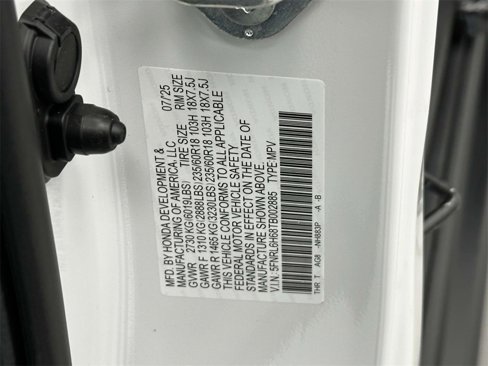 MFD. BY HONDA DEVELOPMENT & 07/'25
MANUFACTURING OF AMERICA, LLC
TIRE SIZE RIM SIZE
GVWR 2730 KG(6019LBS)
GAWR F 1310 KG(2888LBS)235/60R18 103H 18X7.5J
GAWR R 1465 KG(3230LBS)235/60R18 103H 18X7.5J
THIS VEHICLE CONFORMS TO ALL APPLICABLE
FEDERAL MOTOR VEHICLE SAFETY
STANDARDS IN EFFECT ON THE DATE OF
MANUFACTURE SHOWN ABOVE.
V.I.N.:5FNRL6H68TB002885 TYPE:MPV
THR T AG8 -NH883P -A -B